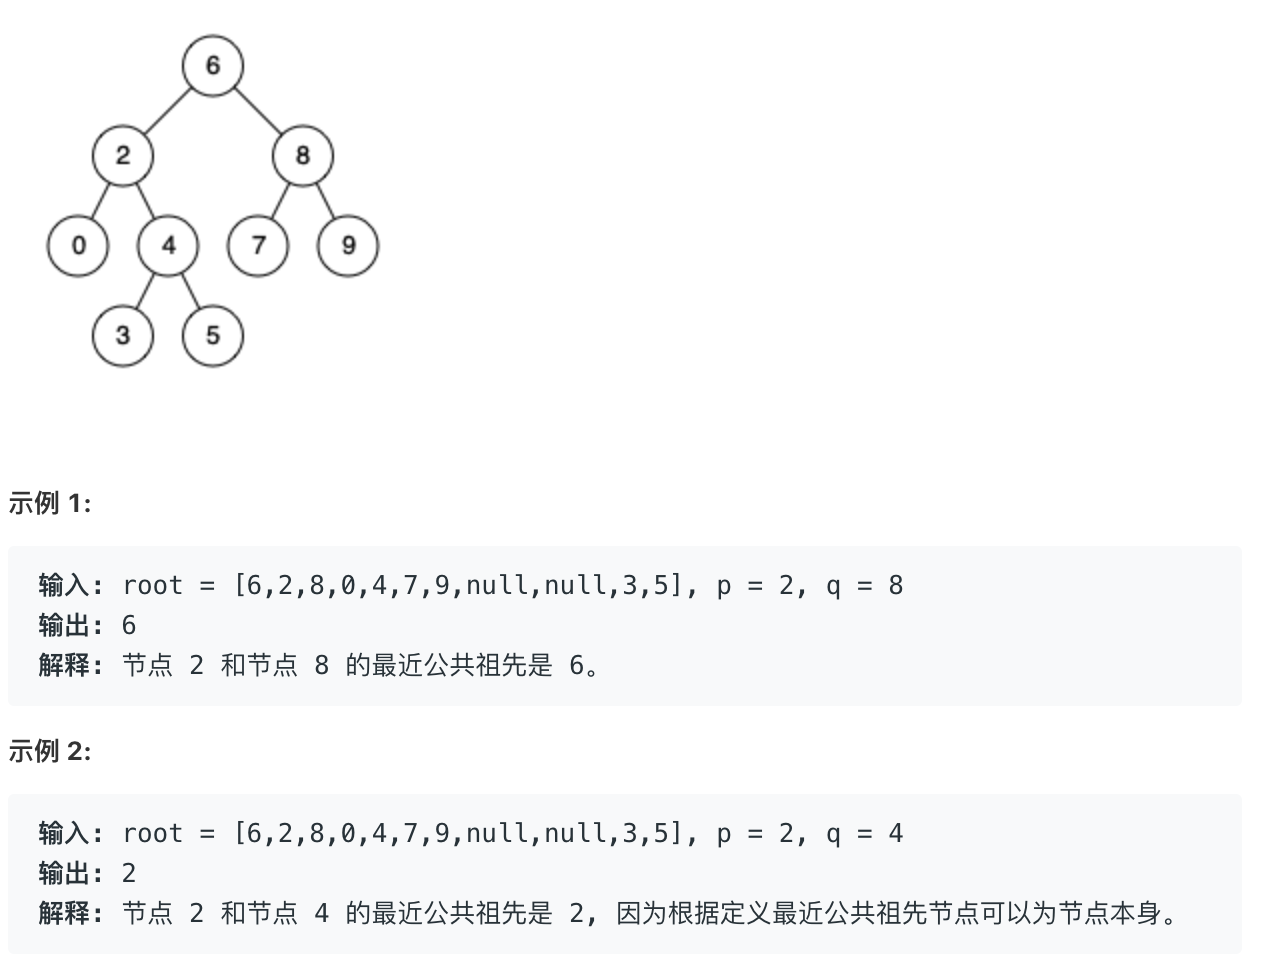 6
2 8
0 4 7 9
3 5
示例 1:
输入: root = [6,2,8,0,4,7,9,null,null,3,5], p = 2, q = 8
输出: 6
解释: 节点 2 和节点 8 的最近公共祖先是 6。
示例 2:
输入: root = [6,2,8,0,4,7,9,null,null,3,5], p = 2, q = 4
输出: 2
解释: 节点 2 和节点 4 的最近公共祖先是 2, 因为根据定义最近公共祖先节点可以为节点本身。